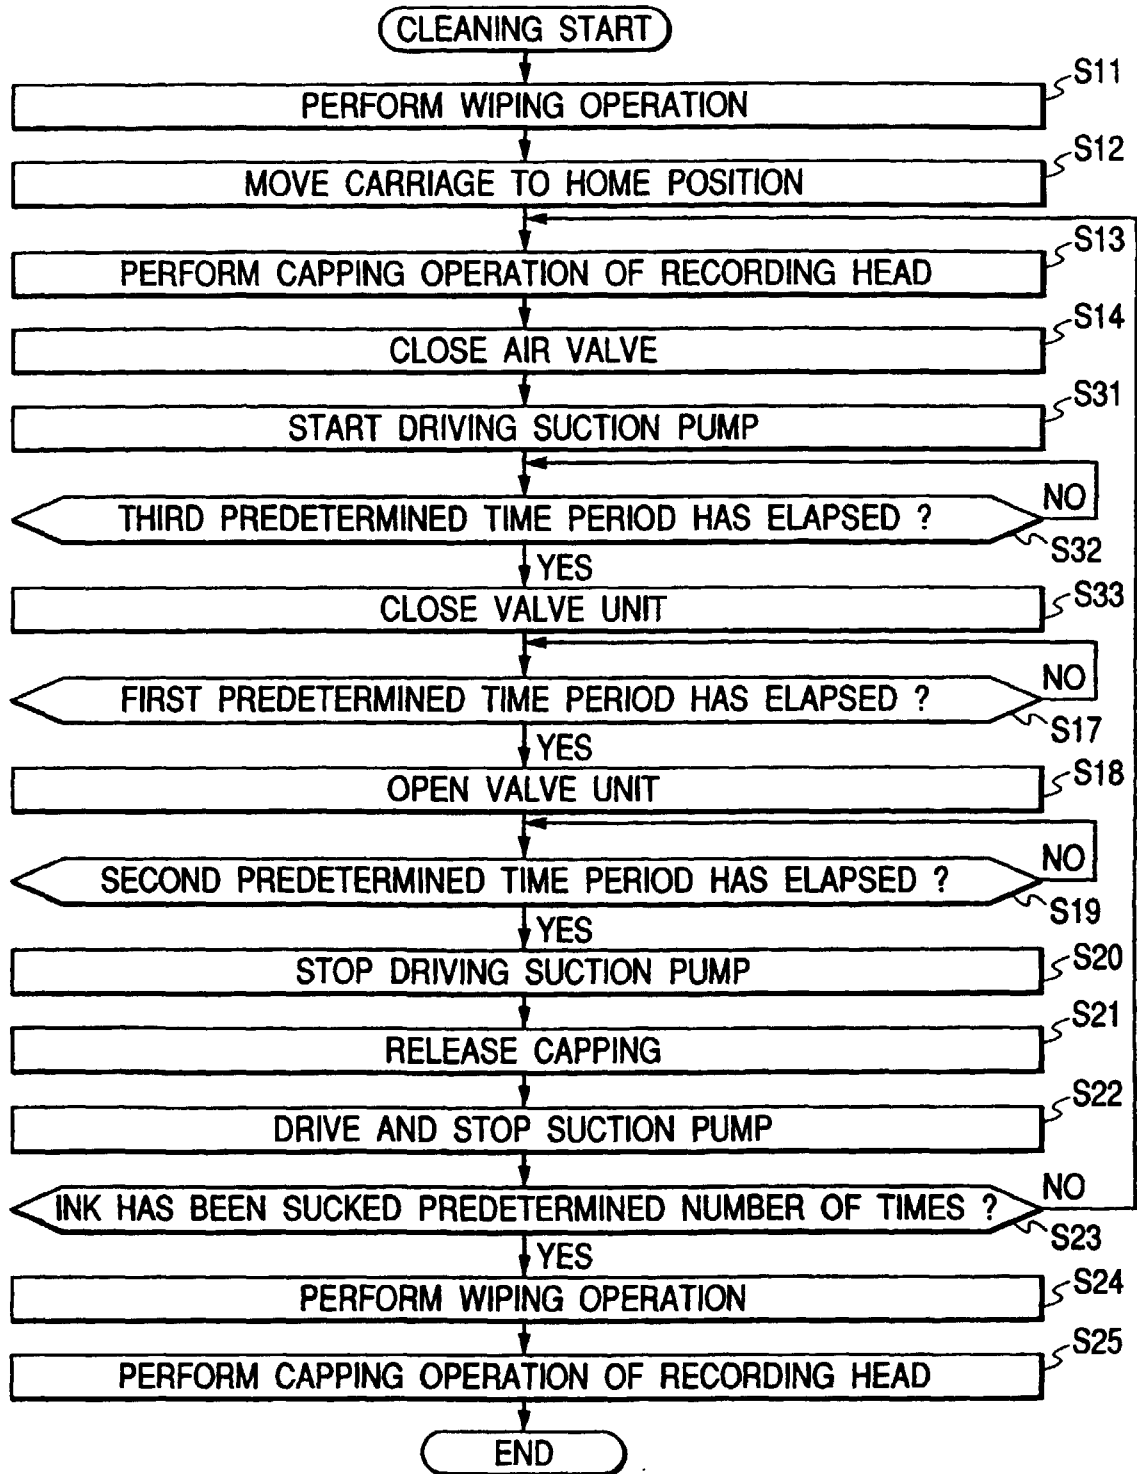 CLEANING START
S11
PERFORM WIPING OPERATION
S12
MOVE CARRIAGE TO HOME POSITION
S13
PERFORM CAPPING OPERATION OF RECORDING HEAD
S14
CLOSE AIR VALVE
S31
START DRIVING SUCTION PUMP
NO
THIRD PREDETERMINED TIME PERIOD HAS ELAPSED ?
S32
YES
S33
CLOSE VALVE UNIT
NO
FIRST PREDETERMINED TIME PERIOD HAS ELAPSED ?
S17
YES
S18
OPEN VALVE UNIT
NO
SECOND PREDETERMINED TIME PERIOD HAS ELAPSED ?
S19
YES
S20
STOP DRIVING SUCTION PUMP
S21
RELEASE CAPPING
S22
DRIVE AND STOP SUCTION PUMP
NO
INK HAS BEEN SUCKED PREDETERMINED NUMBER OF TIMES ?
S23
YES
S24
PERFORM WIPING OPERATION
S25
PERFORM CAPPING OPERATION OF RECORDING HEAD
END